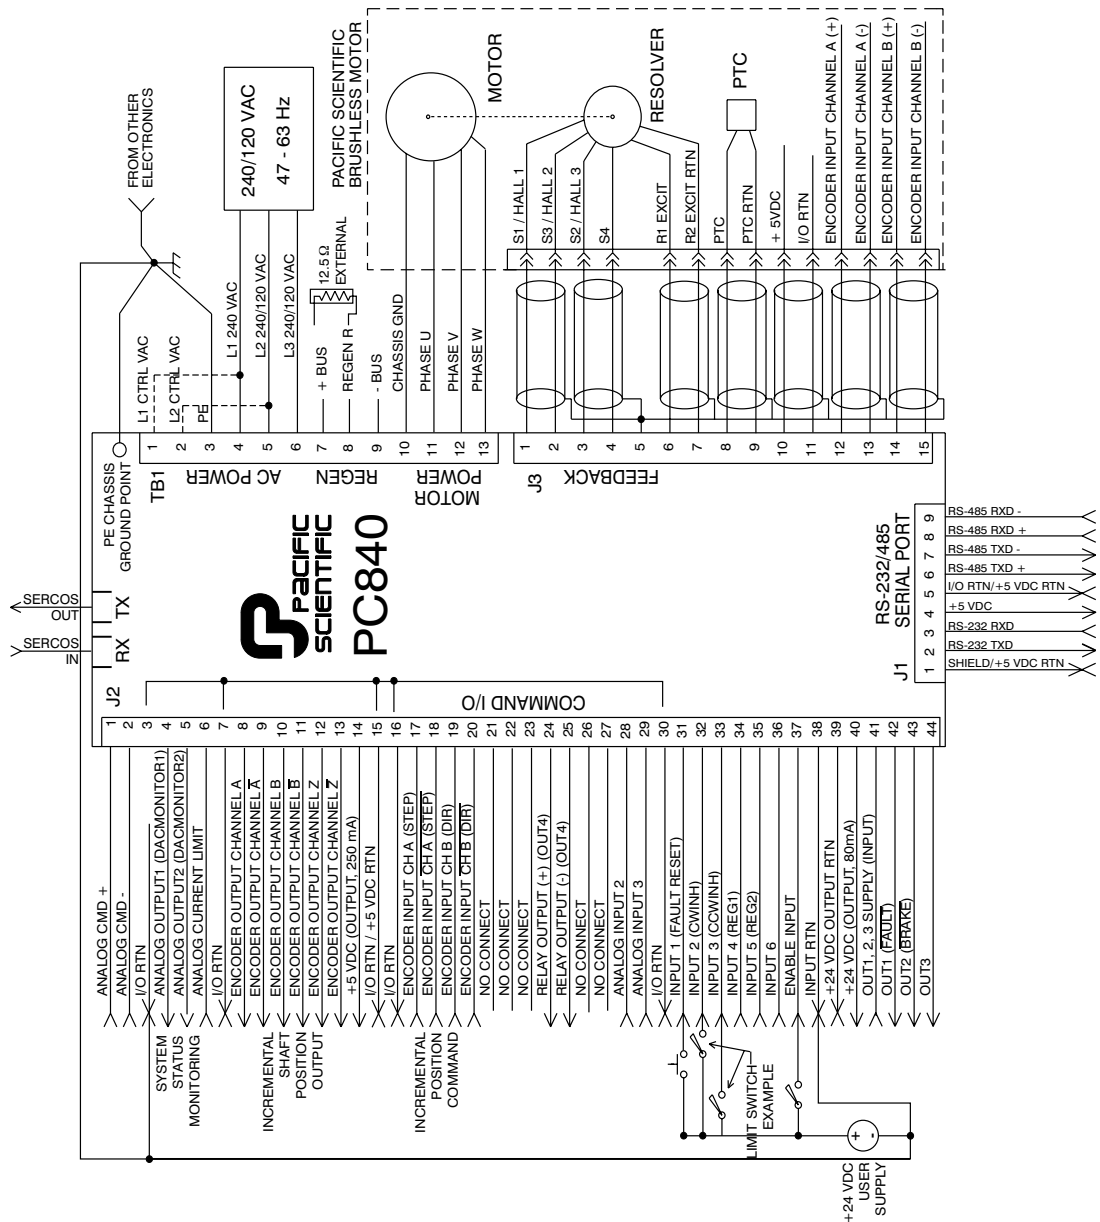 FROM OTHER
ELECTRONICS
240/120 VAC
47 - 63 Hz
PACIFIC SCIENTIFIC
BRUSHLESS MOTOR
MOTOR
RESOLVER
PTC
12.5 Ω
EXTERNAL
L1 CTRL VAC
L2 CTRL VAC
PE
L1 240 VAC
L2 240/120 VAC
L3 240/120 VAC
+ BUS
REGEN R
- BUS
CHASSIS GND
PHASE U
PHASE V
PHASE W
S1 / HALL 1
S3 / HALL 2
S2 / HALL 3
S4
R1 EXCIT
R2 EXCIT RTN
PTC
PTC RTN
+ 5VDC
I/O RTN
ENCODER INPUT CHANNEL A (+)
ENCODER INPUT CHANNEL A (-)
ENCODER INPUT CHANNEL B (+)
ENCODER INPUT CHANNEL B (-)
PE CHASSIS
GROUND POINT
TB1
1
2
3
4
5
6
7
8
9
10
11
12
13
AC POWER
REGEN
MOTOR
POWER
J3
1
2
3
4
5
6
7
8
9
10
11
12
13
14
15
FEEDBACK
SERCOS
OUT
TX
SERCOS
IN
RX
PACIFIC
SCIENTIFIC
PC840
RS-232/485
SERIAL PORT
J1
9
8
7
6
5
4
3
2
1
RS-485 RXD -
RS-485 RXD +
RS-485 TXD -
RS-485 TXD +
I/O RTN/+5 VDC RTN
+5 VDC
RS-232 RXD
RS-232 TXD
SHIELD/+5 VDC RTN
J2
COMMAND I/O
1
2
3
4
5
6
7
8
9
10
11
12
13
14
15
16
17
18
19
20
21
22
23
24
25
26
27
28
29
30
31
32
33
34
35
36
37
38
39
40
41
42
43
44
ANALOG CMD +
ANALOG CMD -
I/O RTN
ANALOG OUTPUT1 (DACMONITOR1)
ANALOG OUTPUT2 (DACMONITOR2)
ANALOG CURRENT LIMIT
I/O RTN
ENCODER OUTPUT CHANNEL A
ENCODER OUTPUT CHANNEL A̅
ENCODER OUTPUT CHANNEL B
ENCODER OUTPUT CHANNEL B̅
ENCODER OUTPUT CHANNEL Z
ENCODER OUTPUT CHANNEL Z̅
+5 VDC (OUTPUT, 250 mA)
I/O RTN / +5 VDC RTN
I/O RTN
ENCODER INPUT CH A (STEP)
ENCODER INPUT CH A (STEP)
ENCODER INPUT CH B (DIR)
ENCODER INPUT CH B (DIR)
NO CONNECT
NO CONNECT
NO CONNECT
RELAY OUTPUT (+) (OUT4)
RELAY OUTPUT (-) (OUT4)
NO CONNECT
NO CONNECT
ANALOG INPUT 2
ANALOG INPUT 3
I/O RTN
INPUT 1 (FAULT RESET)
INPUT 2 (CWINH)
INPUT 3 (CCWINH)
INPUT 4 (REG1)
INPUT 5 (REG2)
INPUT 6
ENABLE INPUT
INPUT RTN
+24 VDC OUTPUT RTN
+24 VDC (OUTPUT, 80mA)
OUT1, 2, 3 SUPPLY (INPUT)
OUT1 (FAULT)
OUT2 (BRAKE)
OUT3
SYSTEM
STATUS
MONITORING
INCREMENTAL
SHAFT
POSITION
OUTPUT
INCREMENTAL
POSITION
COMMAND
LIMIT SWITCH
EXAMPLE
+
-
+24 VDC
USER
SUPPLY